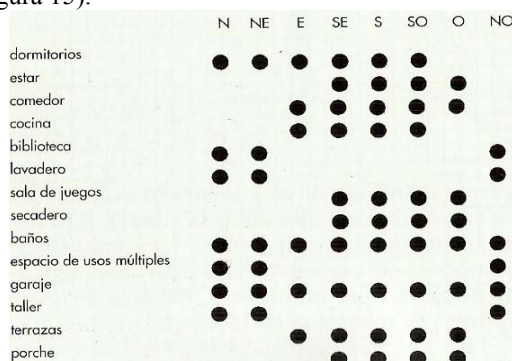 gura 15).
N NE E SE S SO O NO
dormitorios
estar
comedor
cocina
biblioteca
lavadero
sala de juegos
secadero
baños
espacio de usos múltiples
garaje
taller
terrazas
porche